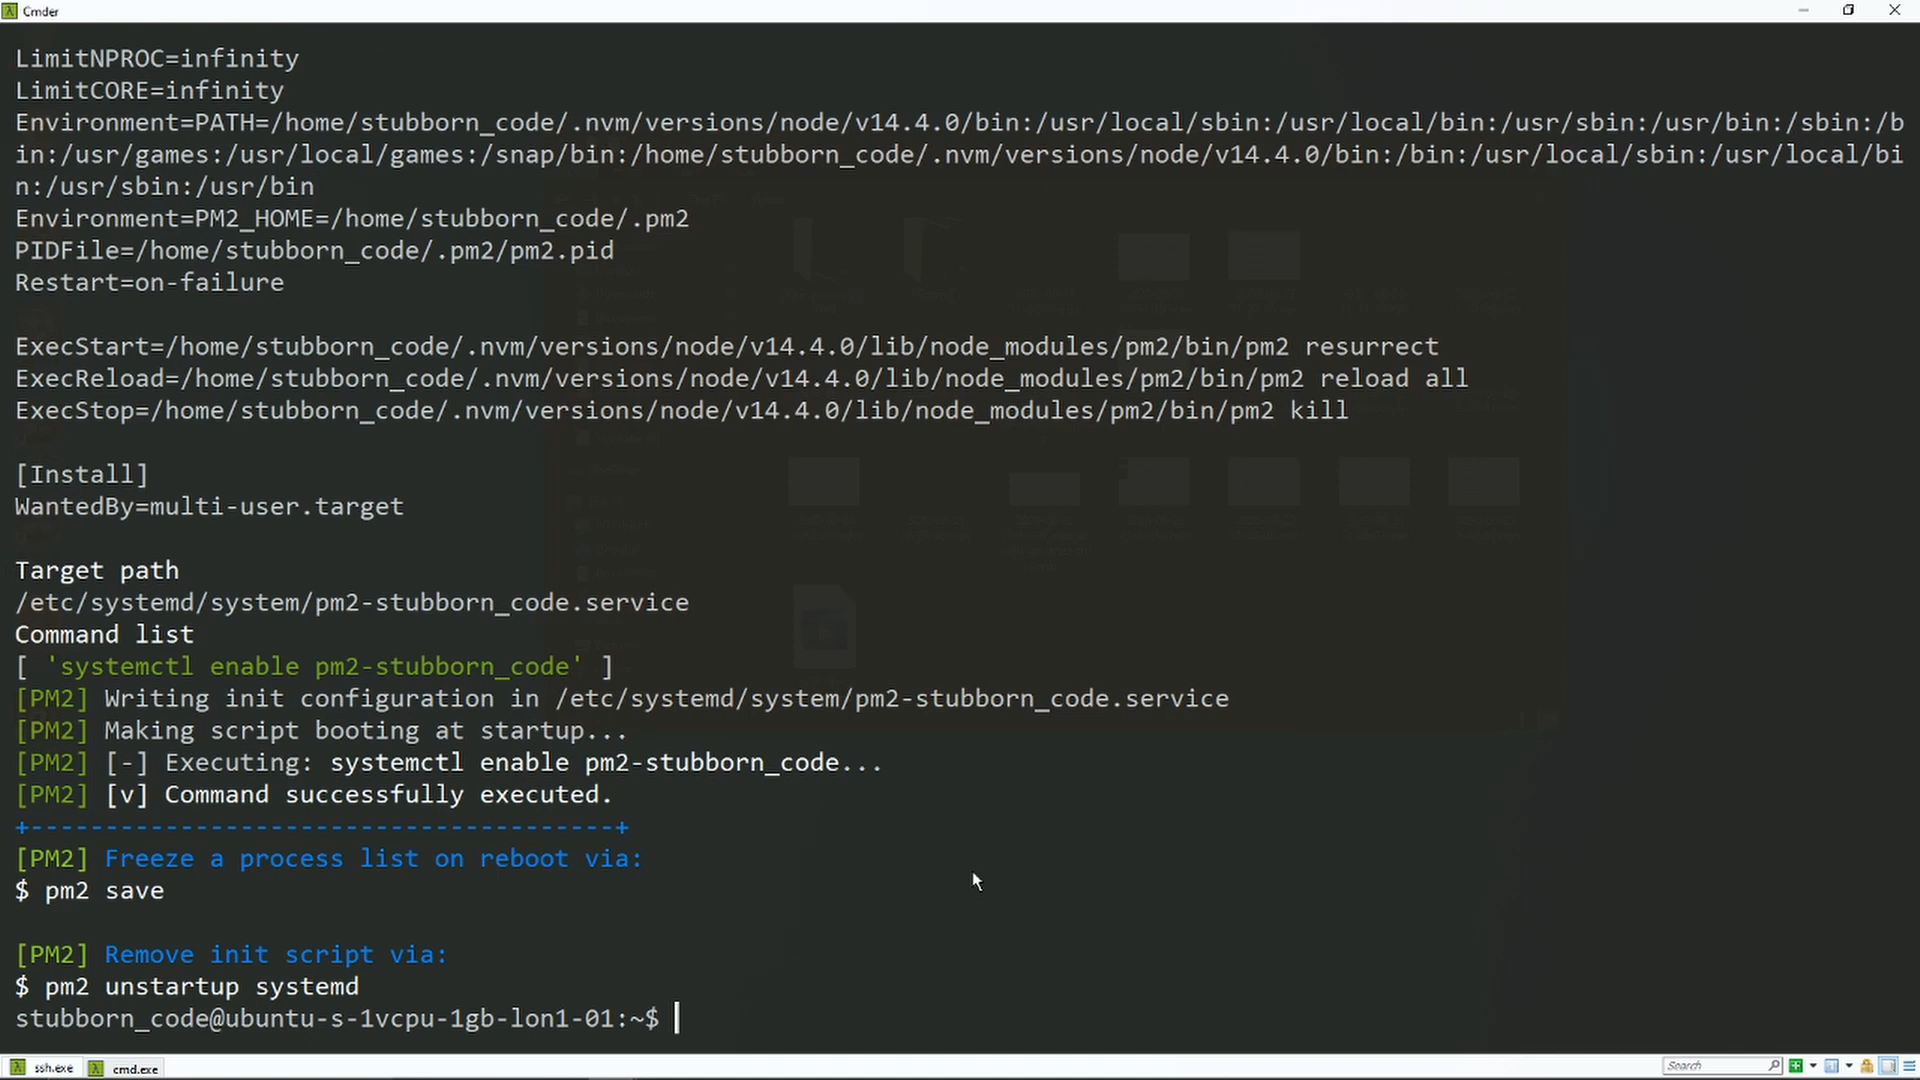 Cmder
LimitNPROC=infinity
LimitCORE=infinity
Environment=PATH=/home/stubborn_code/.nvm/versions/node/v14.4.0/bin:/usr/local/sbin:/usr/local/bin:/usr/sbin:/usr/bin:/sbin:/b
in:/usr/games:/usr/local/games:/snap/bin:/home/stubborn_code/.nvm/versions/node/v14.4.0/bin:/bin:/usr/local/sbin:/usr/local/bi
n:/usr/sbin:/usr/bin
Environment=PM2_HOME=/home/stubborn_code/.pm2
PIDFile=/home/stubborn_code/.pm2/pm2.pid
Restart=on-failure
ExecStart=/home/stubborn_code/.nvm/versions/node/v14.4.0/lib/node_modules/pm2/bin/pm2 resurrect
ExecReload=/home/stubborn_code/.nvm/versions/node/v14.4.0/lib/node_modules/pm2/bin/pm2 reload all
ExecStop=/home/stubborn_code/.nvm/versions/node/v14.4.0/lib/node_modules/pm2/bin/pm2 kill
[Install]
WantedBy=multi-user.target
Target path
/etc/systemd/system/pm2-stubborn_code.service
Command list
[ 'systemctl enable pm2-stubborn_code' ]
[PM2] Writing init configuration in /etc/systemd/system/pm2-stubborn_code.service
[PM2] Making script booting at startup...
[PM2] [-] Executing: systemctl enable pm2-stubborn_code...
[PM2] [v] Command successfully executed.
+---------------------------------------+
[PM2] Freeze a process list on reboot via:
$ pm2 save
[PM2] Remove init script via:
$ pm2 unstartup systemd
stubborn_code@ubuntu-s-1vcpu-1gb-lon1-01:~$
ssh.exe cmd.exe Search